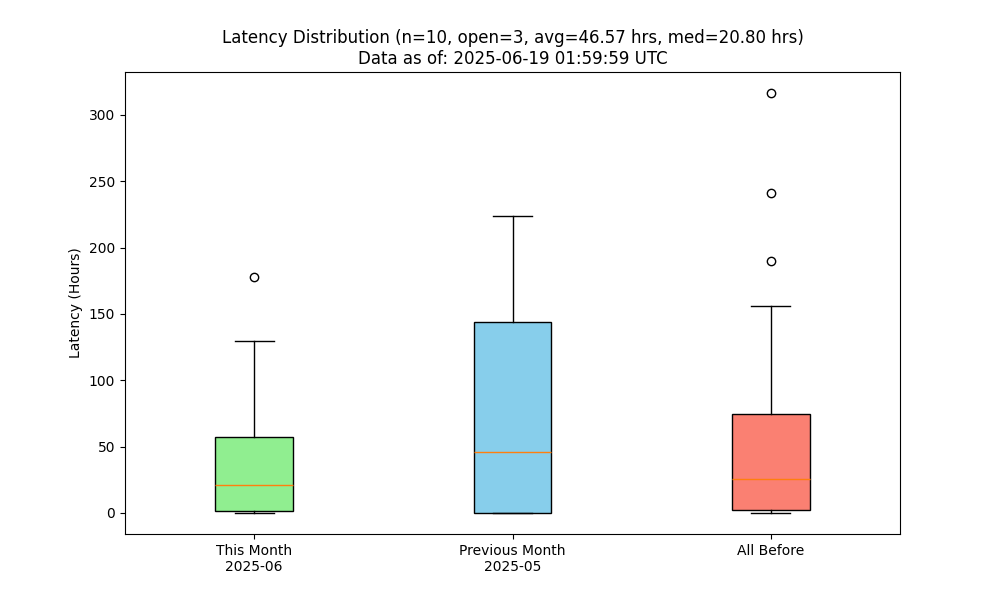 Latency Distribution (n=10, open=3, avg=46.57 hrs, med=20.80 hrs)
Data as of: 2025-06-19 01:59:59 UTC
Latency (Hours)
300
250
200
150
100
50
0
This Month
2025-06
Previous Month
2025-05
All Before